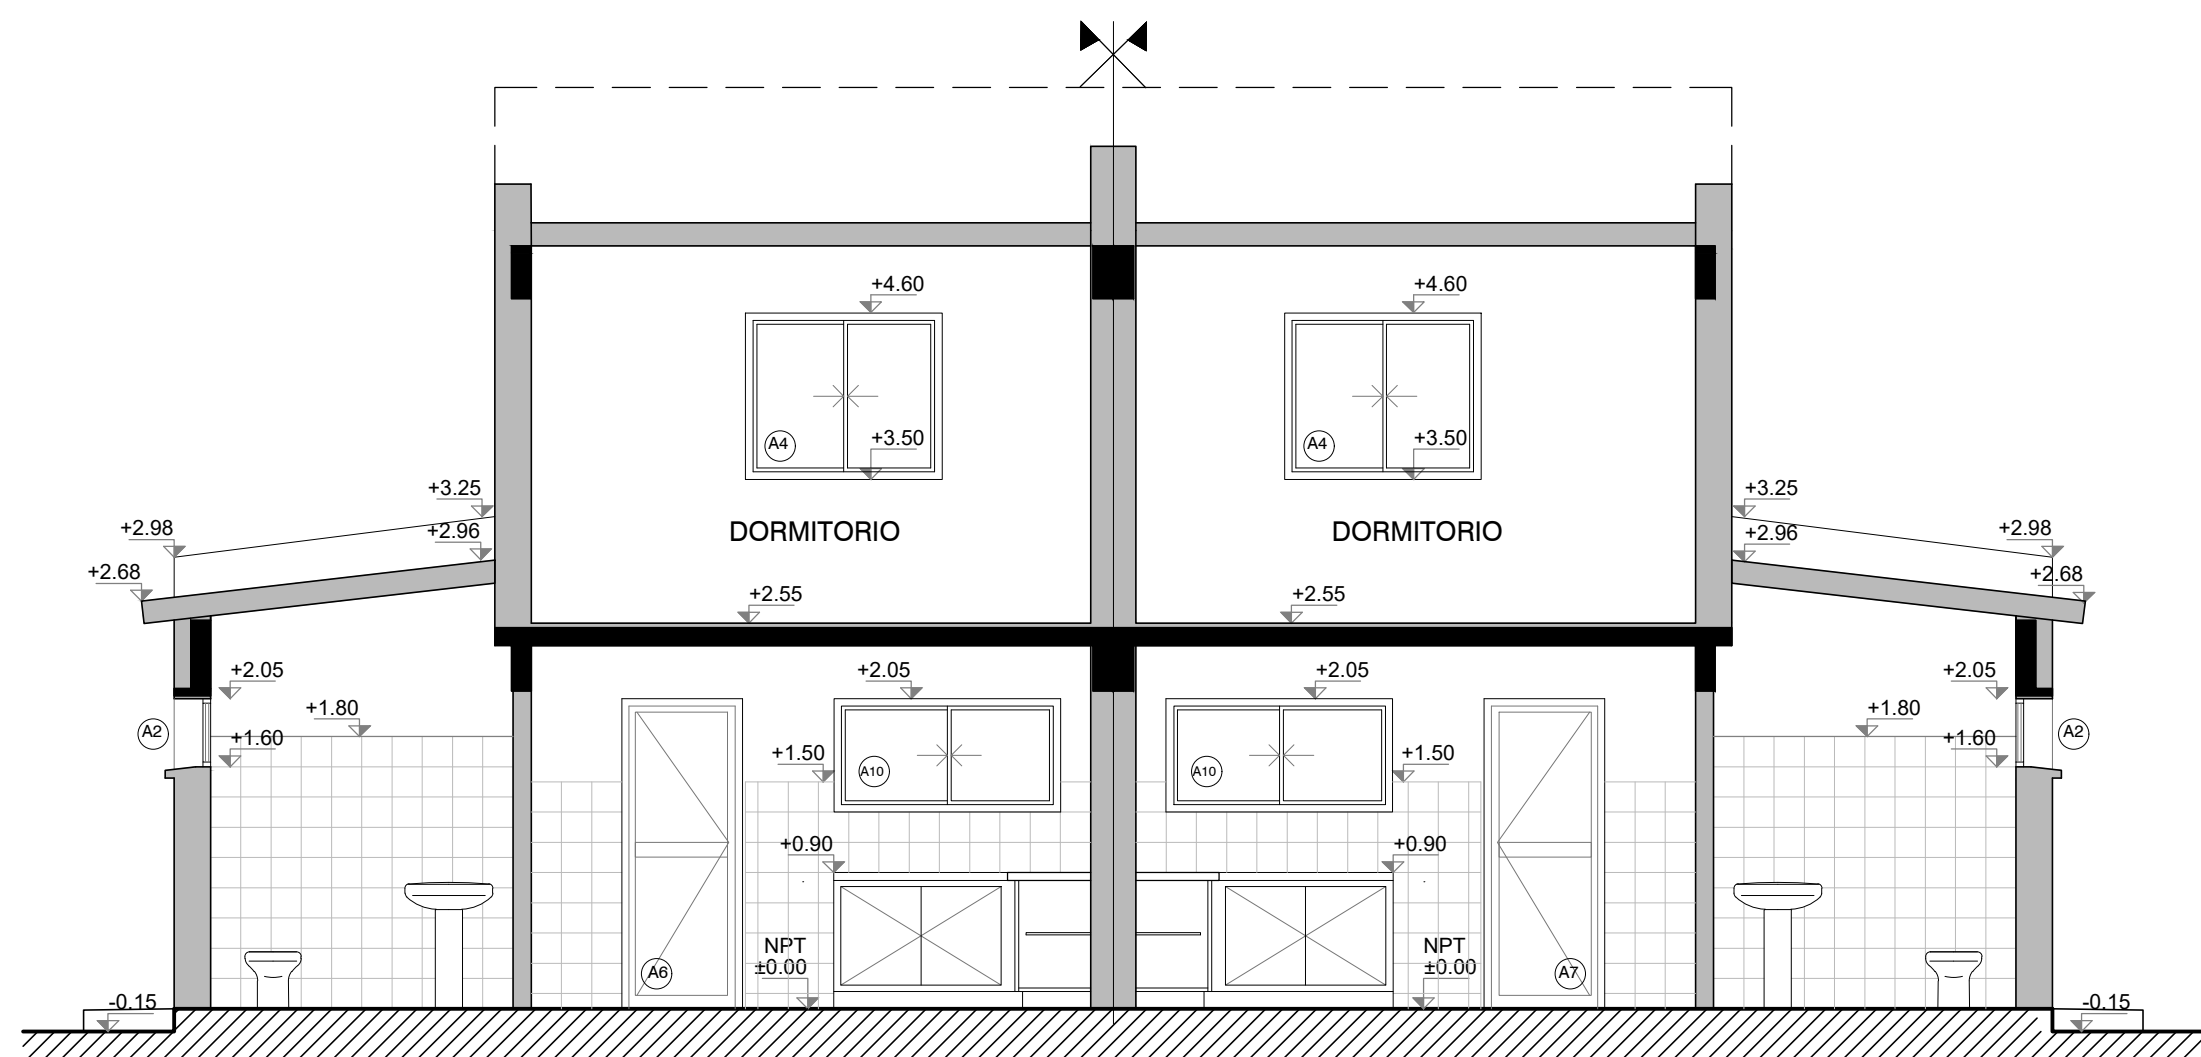 +4.60 +4.60
A4 +3.50 A4 +3.50
+3.25 +3.25
+2.98 +2.96 DORMITORIO DORMITORIO +2.96 +2.98
+2.68 +2.68
+2.55 +2.55
+2.05 +2.05 +2.05 +2.05
+1.80 +1.80
A2 +1.60 +1.60 A2
+1.50 A10 A10 +1.50
+0.90 +0.90
NPT NPT
A6 ±0.00 ±0.00 A7
-0.15 -0.15